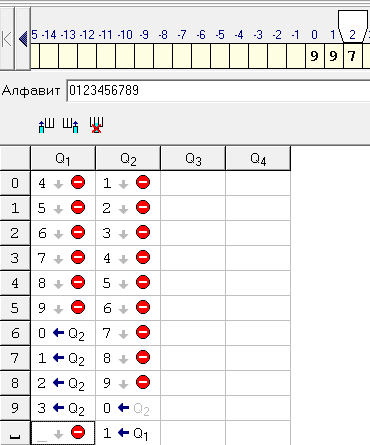 5 -14 -13 -12 -11 -10 -9 -8 -7 -6 -5 -4 -3 -2 -1 0 1 2
9 9 7
Алфавит 0123456789
Q1 Q2 Q3 Q4
0 4 1
1 5 2
2 6 3
3 7 4
4 8 5
5 9 6
6 0 ← Q2 7
7 1 ← Q2 8
8 2 ← Q2 9
9 3 ← Q2 0 ← Q2
_ 1 ← Q1